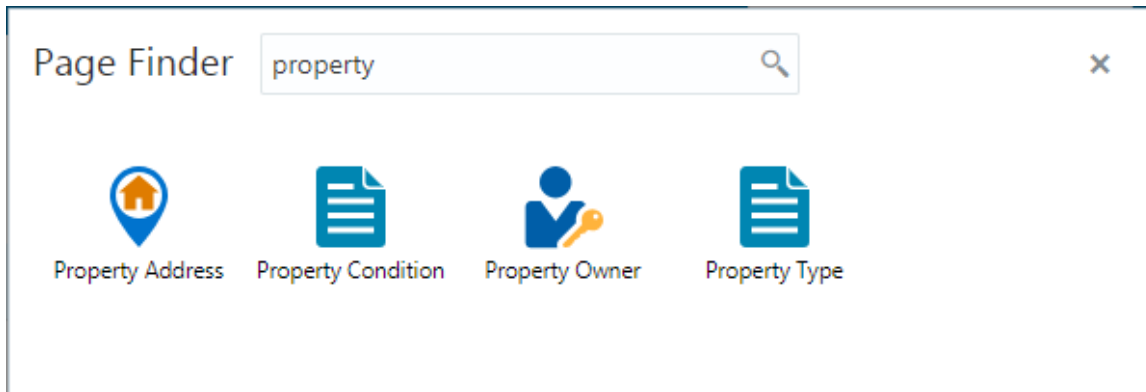 Page Finder
property
Property Address
Property Condition
Property Owner
Property Type